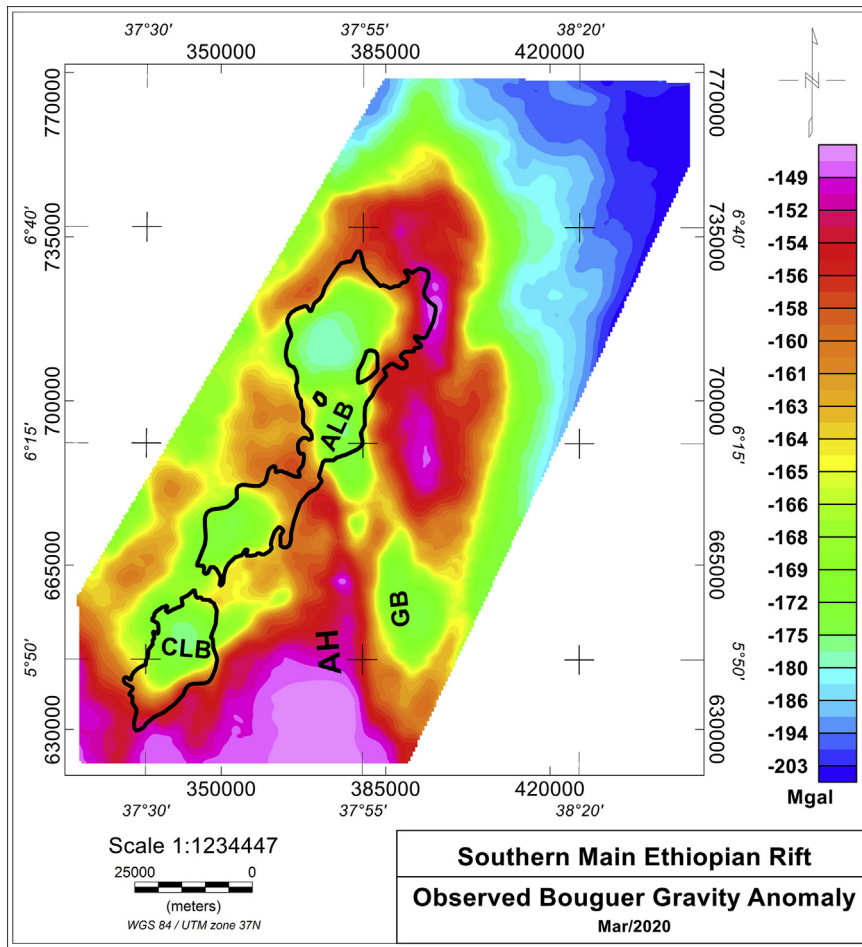 37°30' 37°55' 38°20'
350000 385000 420000
770000 770000
6°40' 735000 735000 6°40'
700000 700000
6°15' 6°15'
665000 665000
5°50' 5°50'
630000 630000
ALB
GB
CLB
AH
N
350000 385000 420000
37°30' 37°55' 38°20'
-149
-152
-154
-156
-158
-160
-161
-163
-164
-165
-166
-168
-169
-172
-175
-180
-186
-194
-203
Mgal
Scale 1:1234447
25000 0
(meters)
WGS 84 / UTM zone 37N
Southern Main Ethiopian Rift
Observed Bouguer Gravity Anomaly
Mar/2020